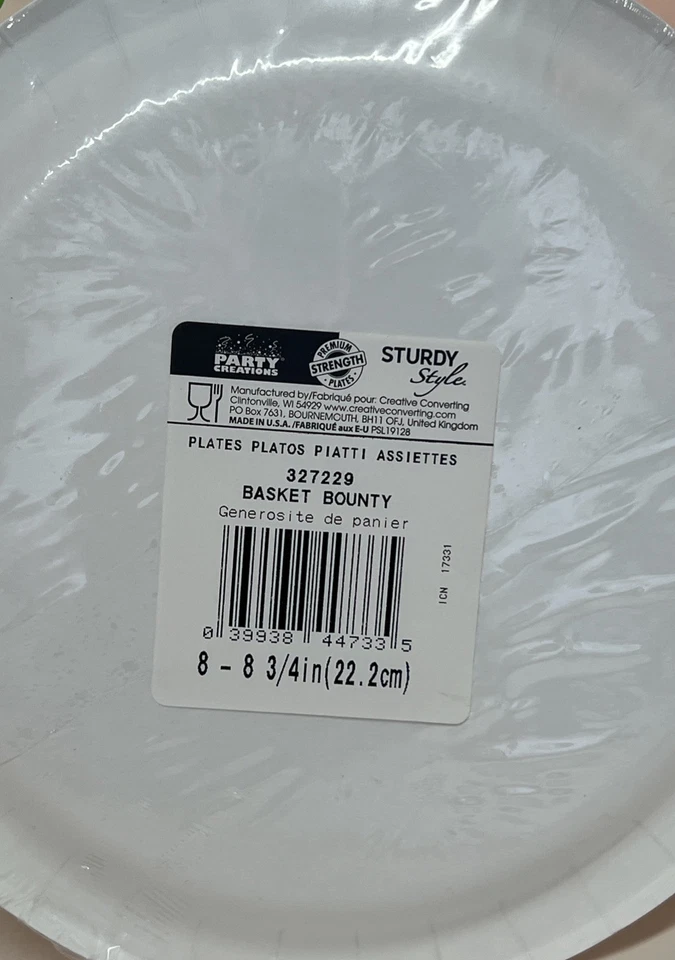 PARTY
CREATIONS®
PREMIUM
STRENGTH
• PLATES •
STURDY
Style®
Manufactured by/Fabriqué pour: Creative Converting
Clintonville, WI 54929 www.creativeconverting.com
PO Box 7631, BOURNEMOUTH, BH11 OFJ, United Kingdom
MADE IN U.S.A. /FABRIQUÉ aux E-U PSL19128
PLATES PLATOS PIATTI ASSIETTES
327229
BASKET BOUNTY
Generosite de panier
ICN 17331
0 39938 44733 5
8 - 8 3/4in(22.2cm)